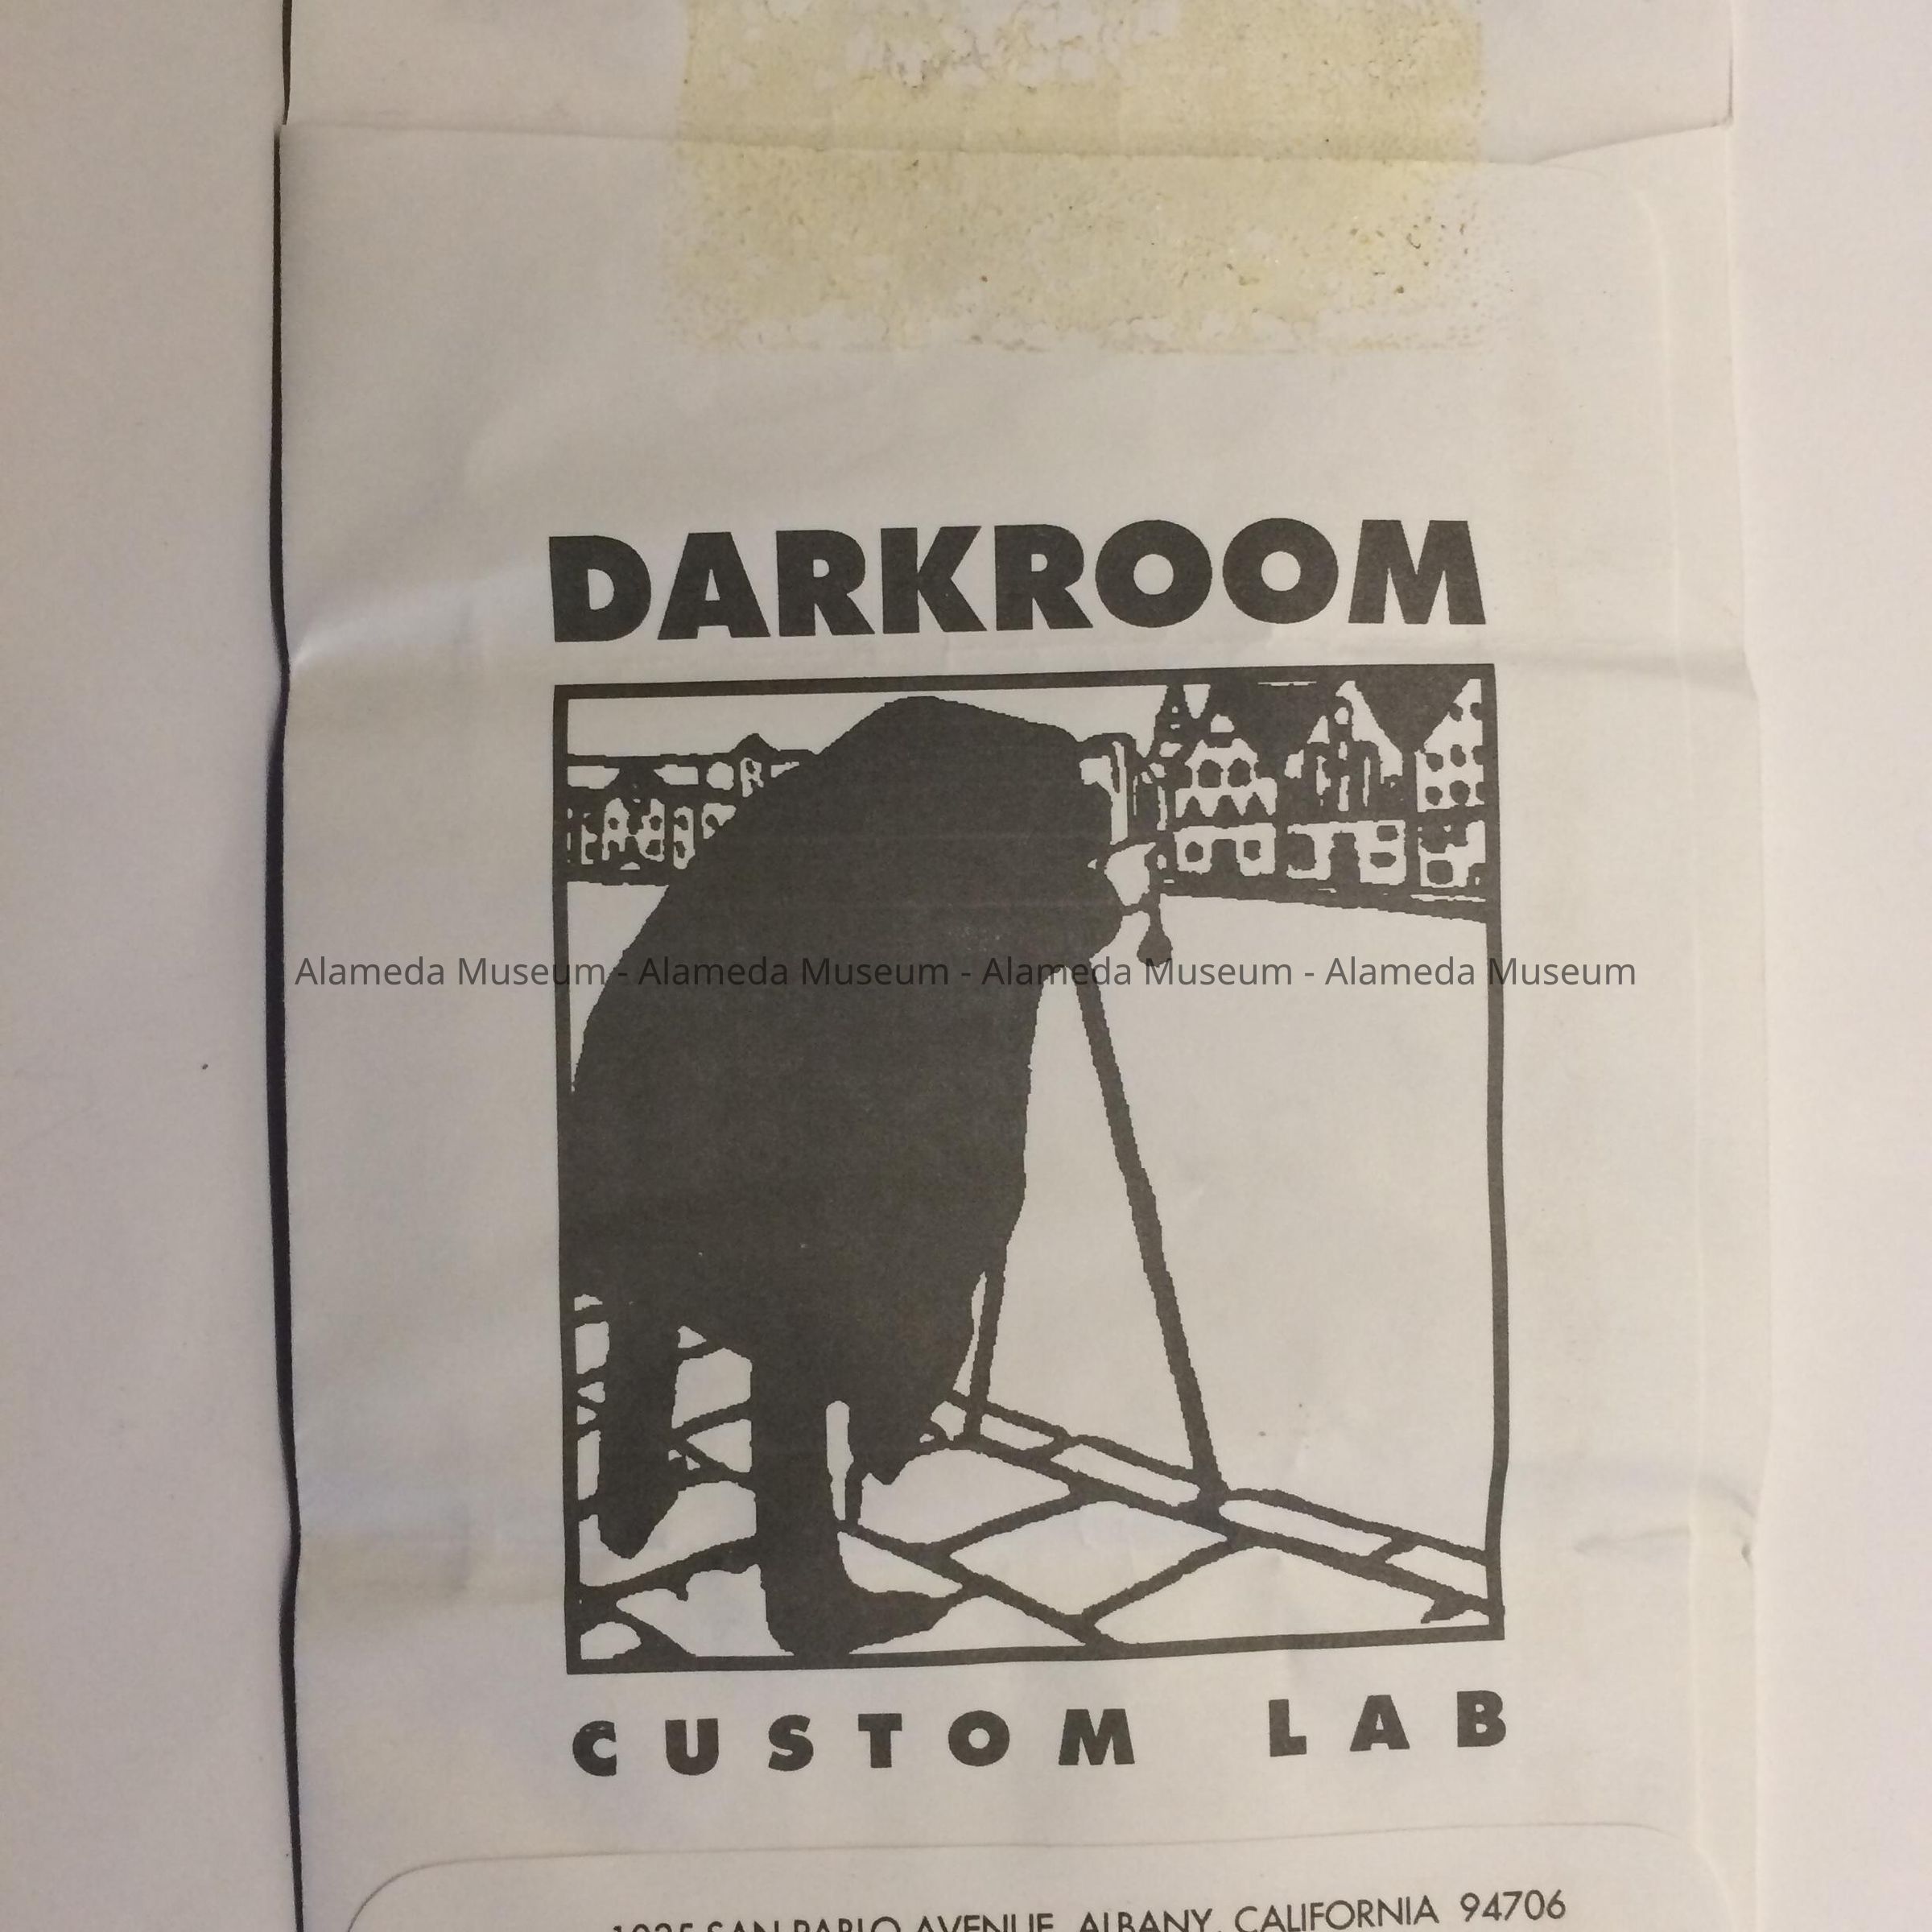 DARKROOM
Alameda Museum - Alameda Museum - Alameda Museum - Alameda Museum
CUSTOM LAB
SAN PABLO AVENUE, ALBANY, CALIFORNIA 94706